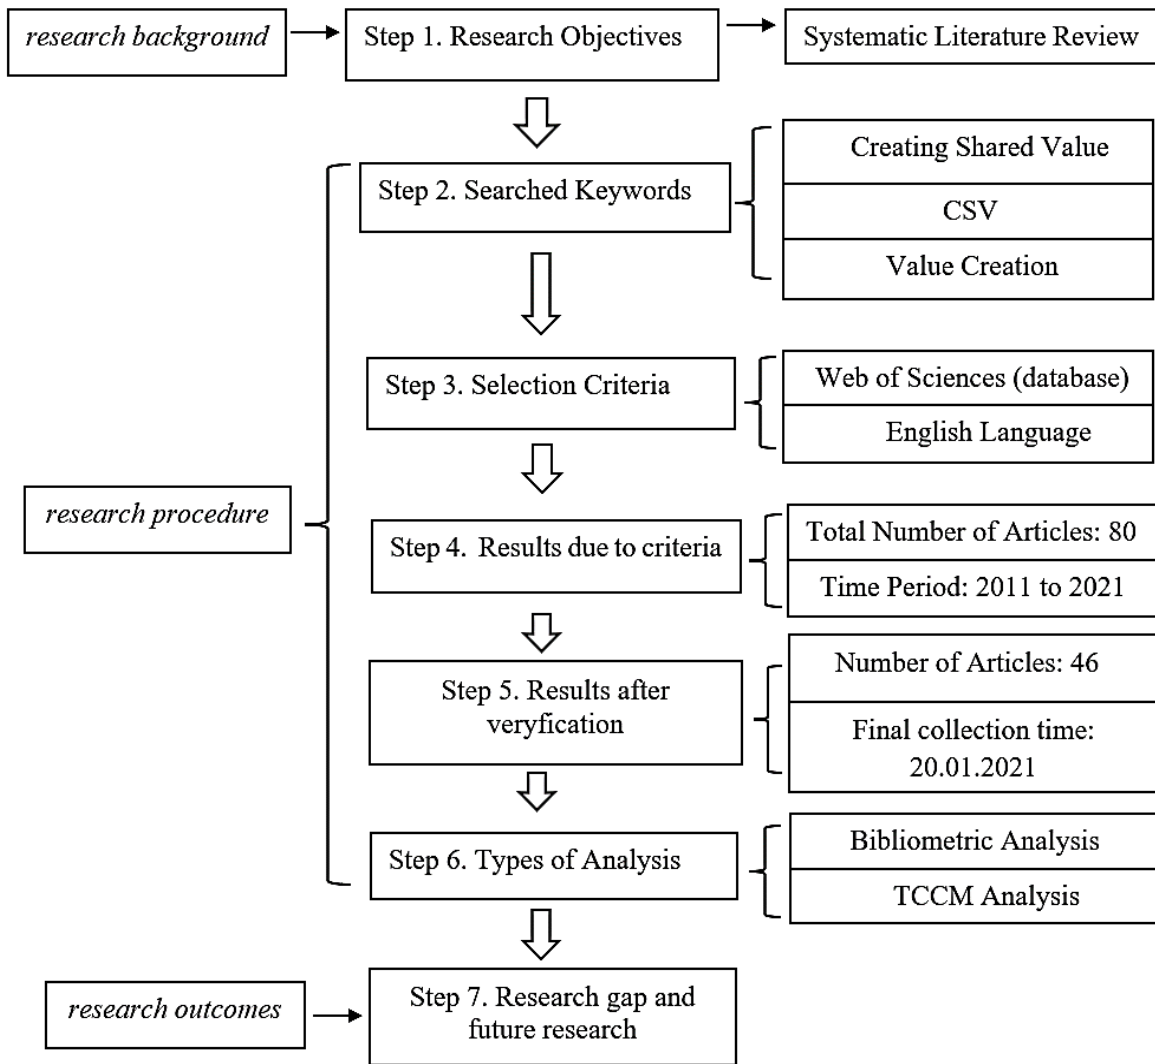 research background
Step 1. Research Objectives
Systematic Literature Review
Step 2. Searched Keywords
Creating Shared Value
CSV
Value Creation
Step 3. Selection Criteria
Web of Sciences (database)
English Language
research procedure
Step 4. Results due to criteria
Total Number of Articles: 80
Time Period: 2011 to 2021
Step 5. Results after
veryfication
Number of Articles: 46
Final collection time:
20.01.2021
Step 6. Types of Analysis
Bibliometric Analysis
TCCM Analysis
research outcomes
Step 7. Research gap and
future research